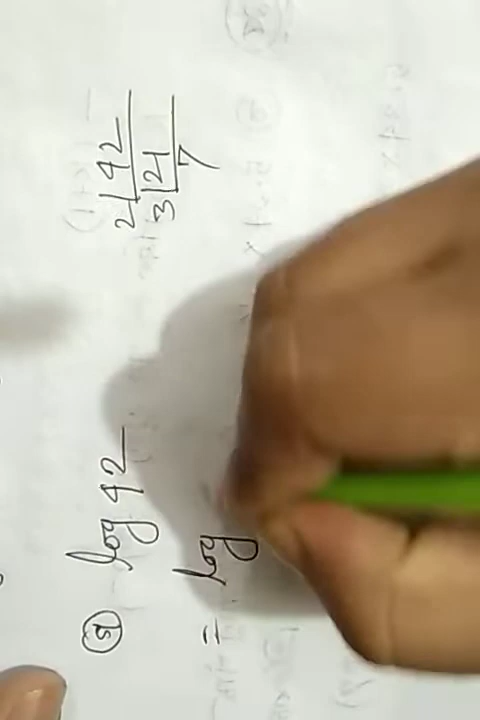 ⑤ log 42
= log
2 | 42
3 | 21
7